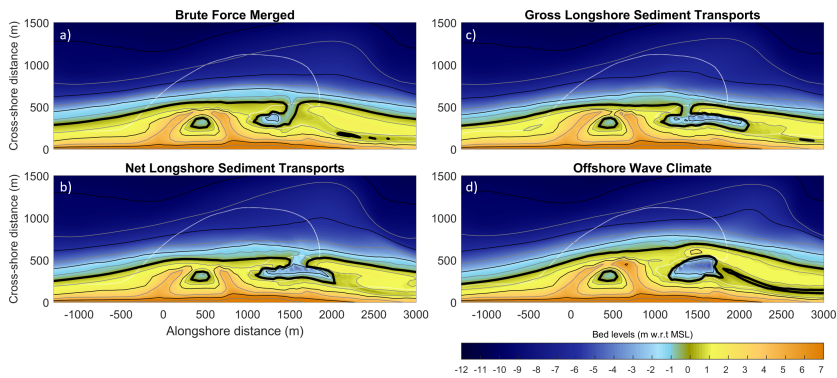 Brute Force Merged
a)
1500
1000
500
0
Cross-shore distance (m)
Gross Longshore Sediment Transports
c)
1500
1000
500
0
Net Longshore Sediment Transports
b)
1500
1000
500
0
Cross-shore distance (m)
-1000 -500 0 500 1000 1500 2000 2500 3000
Alongshore distance (m)
Offshore Wave Climate
d)
1500
1000
500
0
-1000 -500 0 500 1000 1500 2000 2500 3000
Bed levels (m w.r.t MSL)
-12 -11 -10 -9 -8 -7 -6 -5 -4 -3 -2 -1 0 1 2 3 4 5 6 7